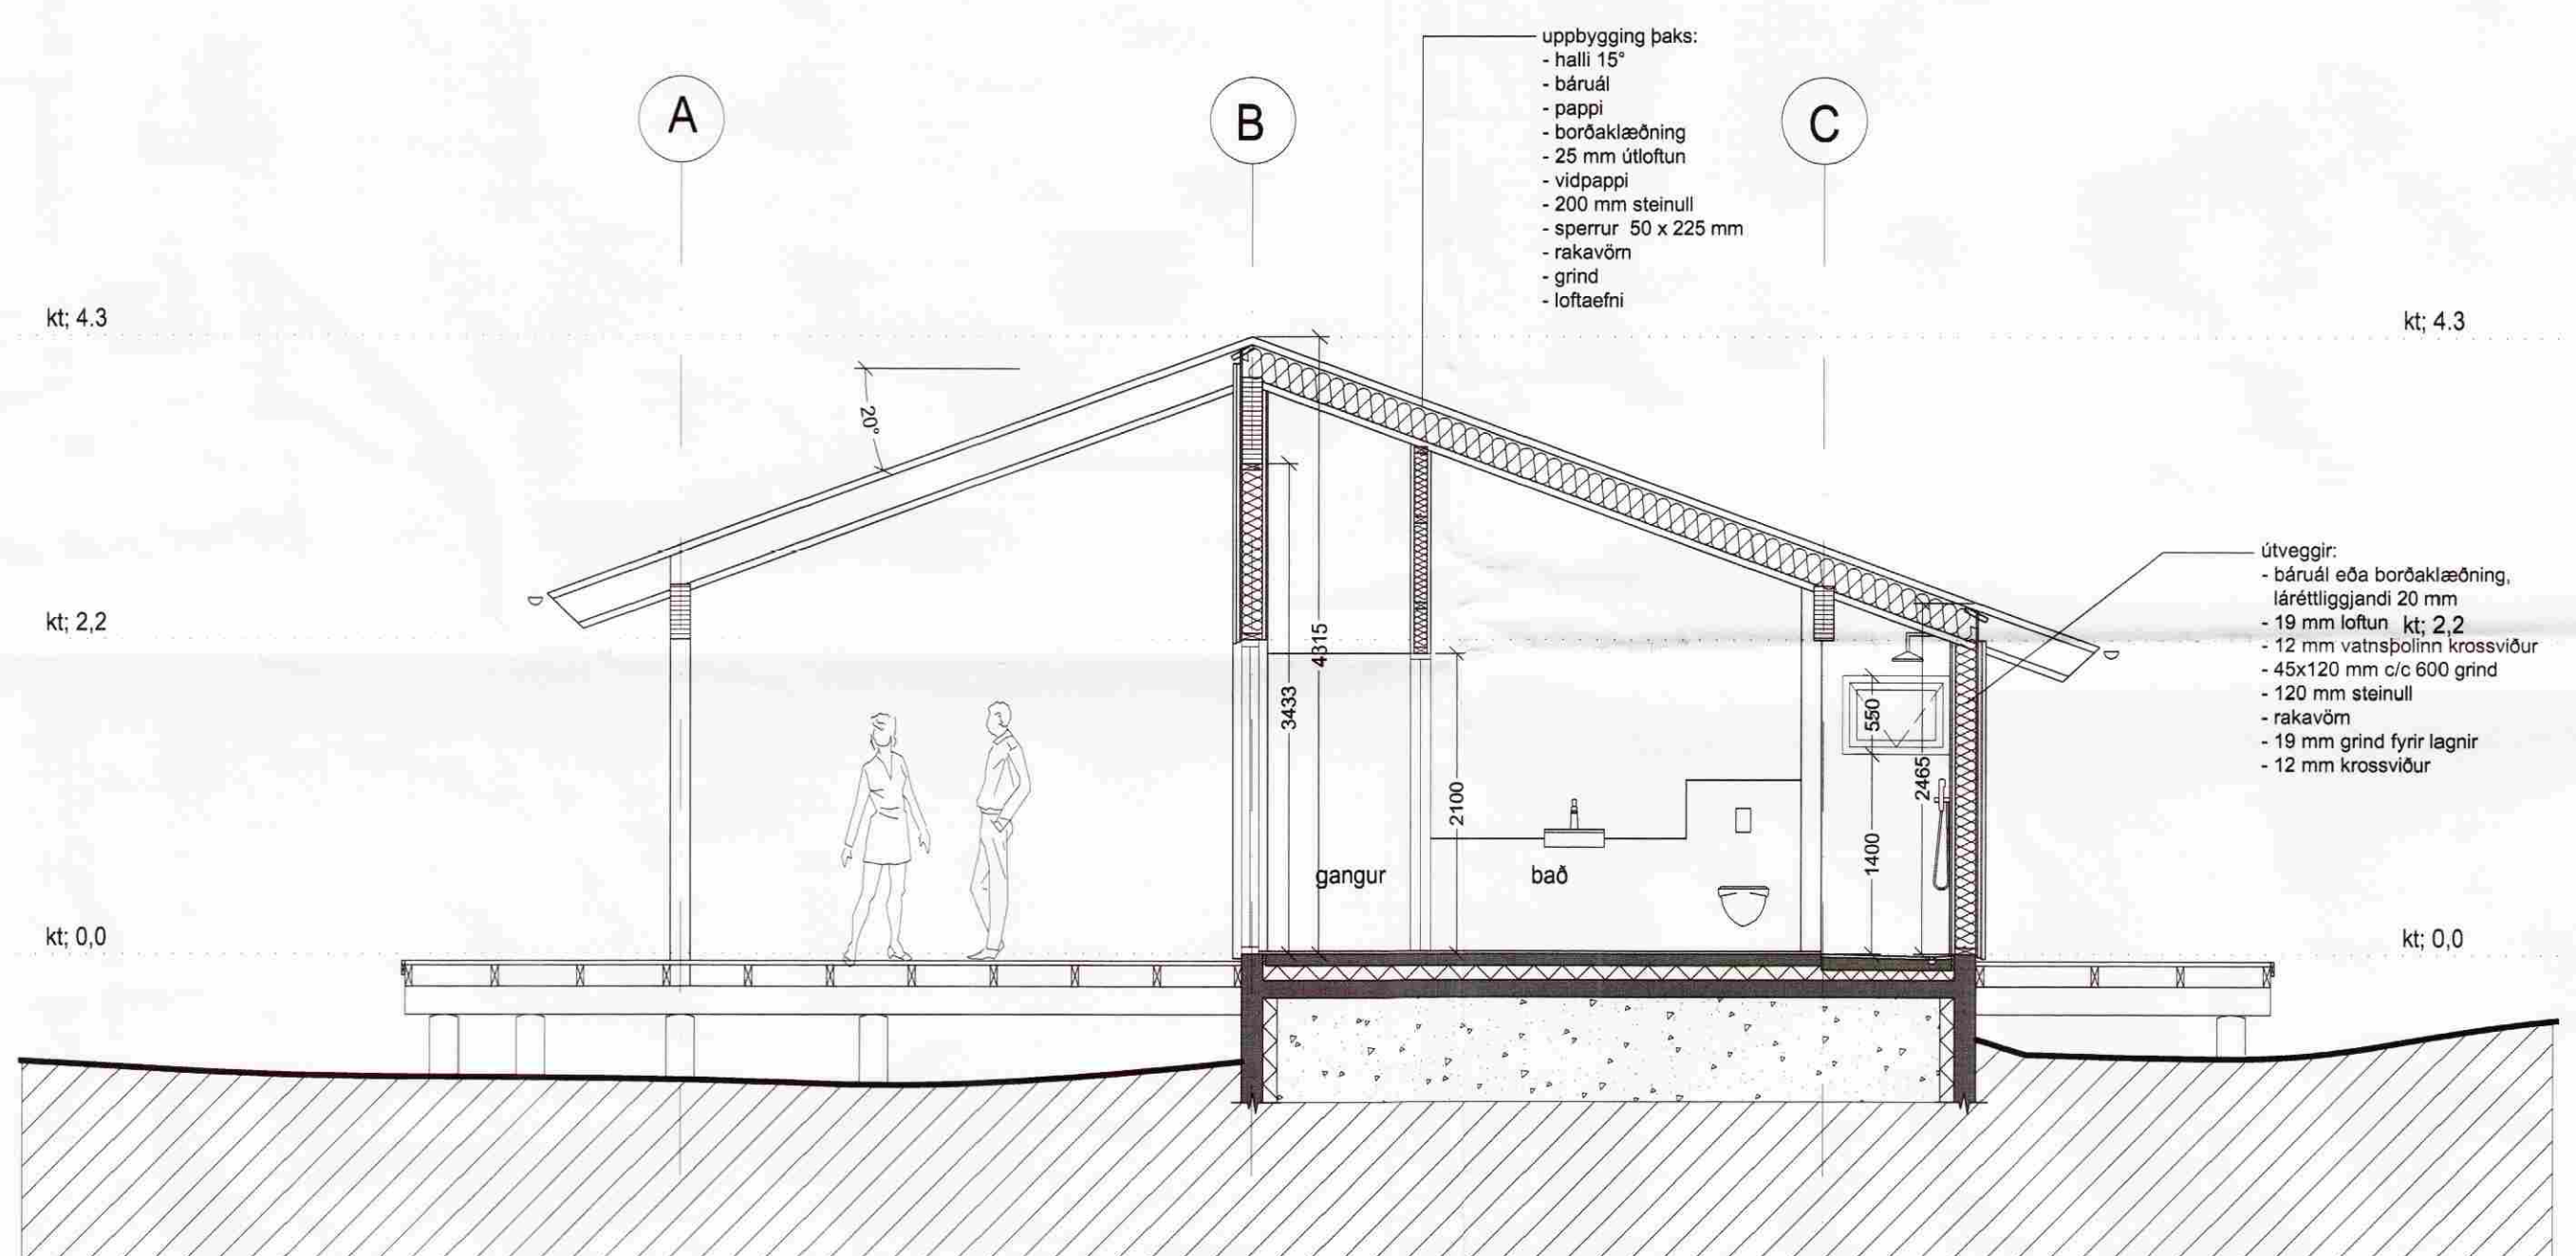 A
B
C
uppbygging þaks:
- halli 15°
- báruál
- pappi
- borðaklæðning
- 25 mm útloftun
- vidpappi
- 200 mm steinull
- sperrur 50 x 225 mm
- rakavörn
- grind
- loftaefni
kt; 4.3
kt; 4.3
20°
kt; 2,2
útveggir:
- báruál eða borðaklæðning,
láréttliggjandi 20 mm
- 19 mm loftun kt; 2,2
- 12 mm vatnsþolinn krossviður
- 45x120 mm c/c 600 grind
- 120 mm steinull
- rakavörn
- 19 mm grind fyrir lagnir
- 12 mm krossviður
4315
3433
2100
550
2465
1400
gangur
bað
kt; 0,0
kt; 0,0